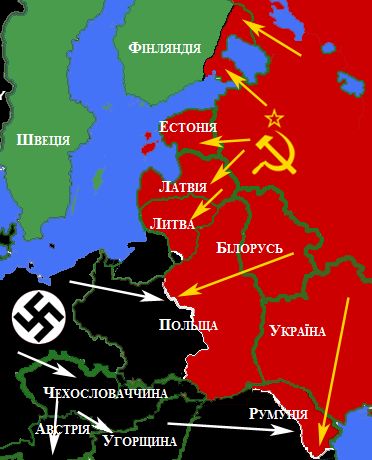 Фінляндія
Швеція
Естонія
Латвія
Литва
Білорусь
Польща
Україна
Чехословаччина
Румунія
Австрія
Угорщина